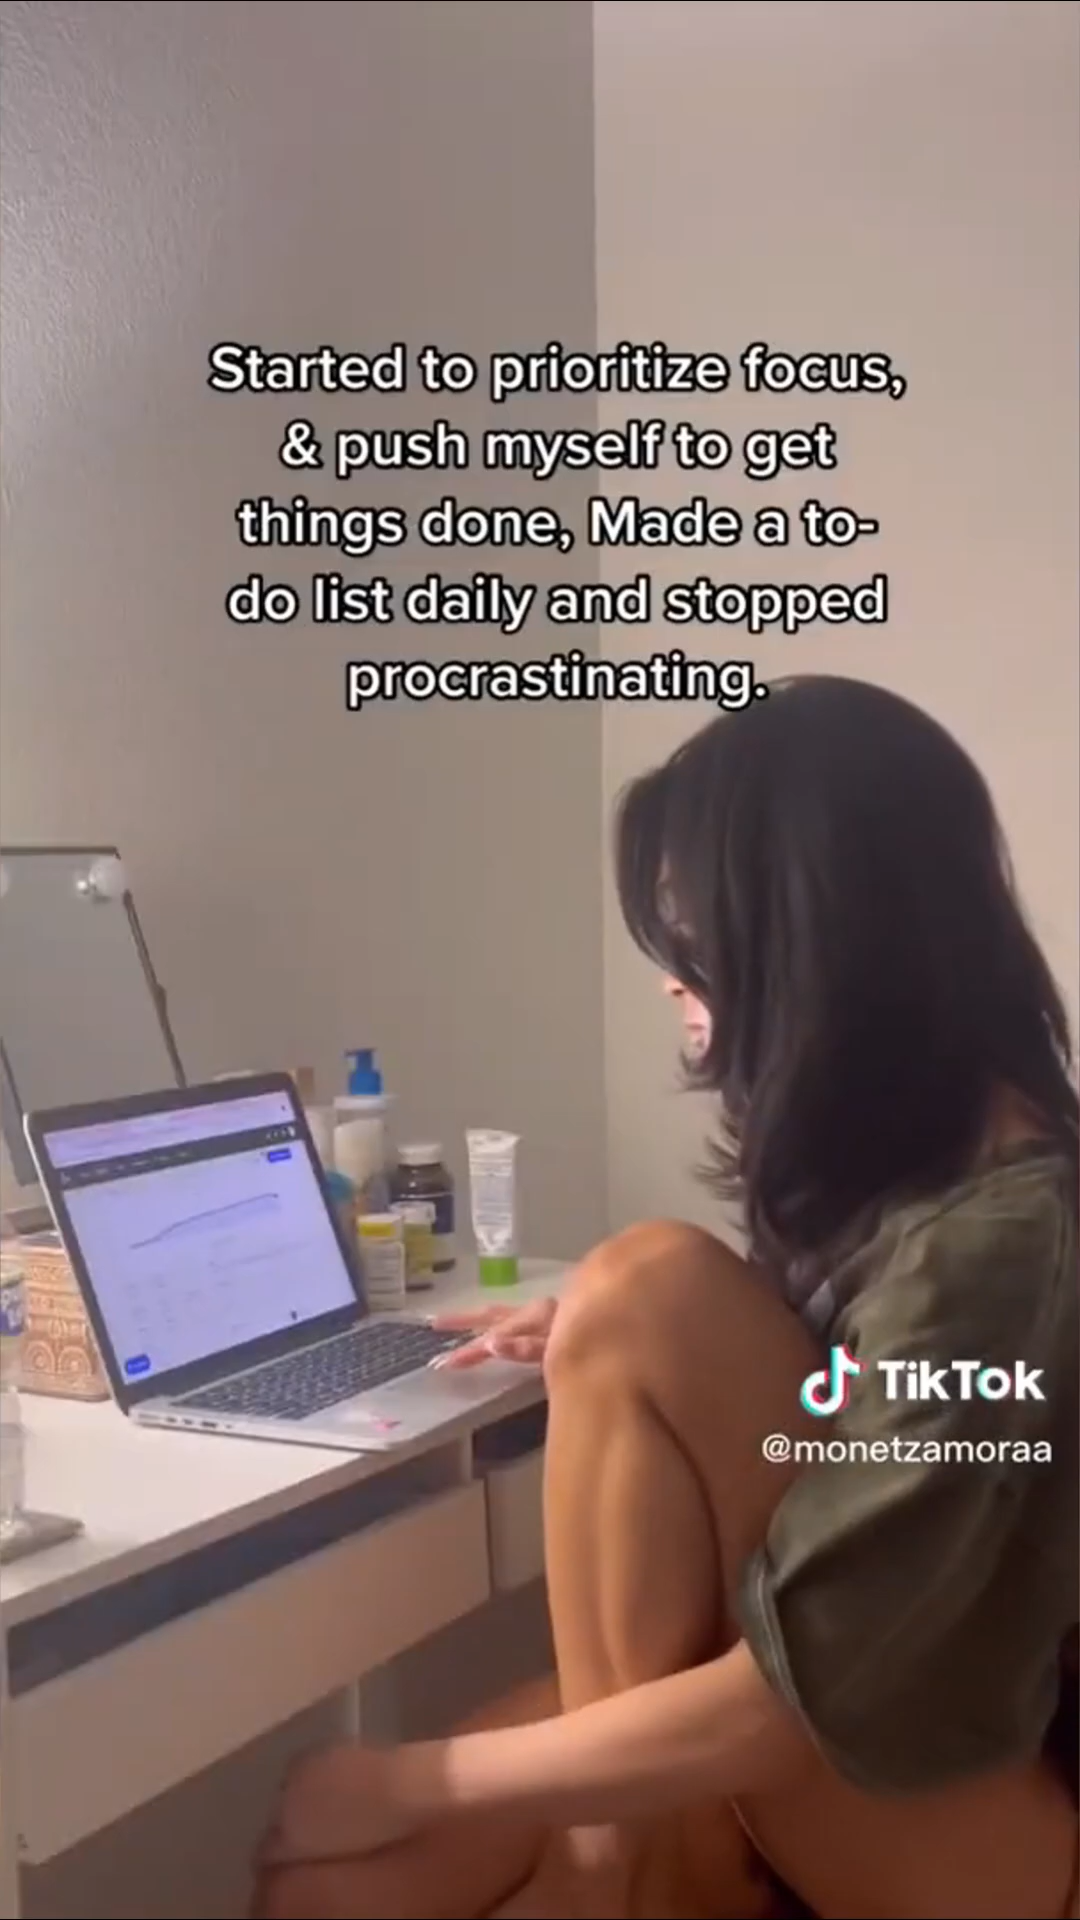 Started to prioritize focus,
& push myself to get
things done, Made a to-
do list daily and stopped
procrastinating.
TikTok
@monetzamoraa